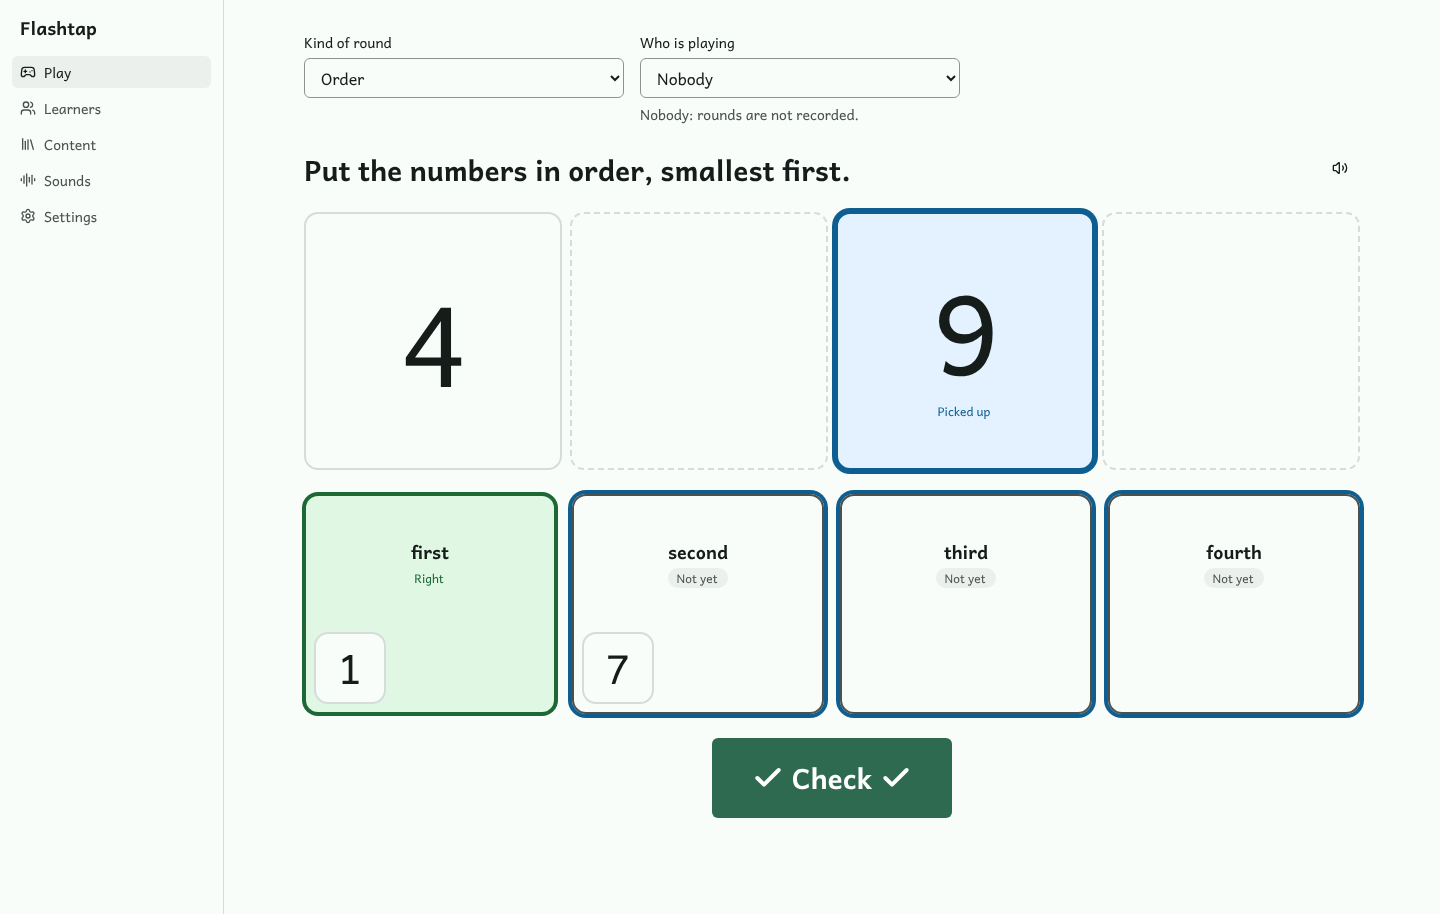 Flashtap
Play
Learners
Content
Sounds
Settings
Kind of round
Order
Who is playing
Nobody
Nobody: rounds are not recorded.
Put the numbers in order, smallest first.
4
9
Picked up
first
Right
1
second
Not yet
7
third
Not yet
fourth
Not yet
Check